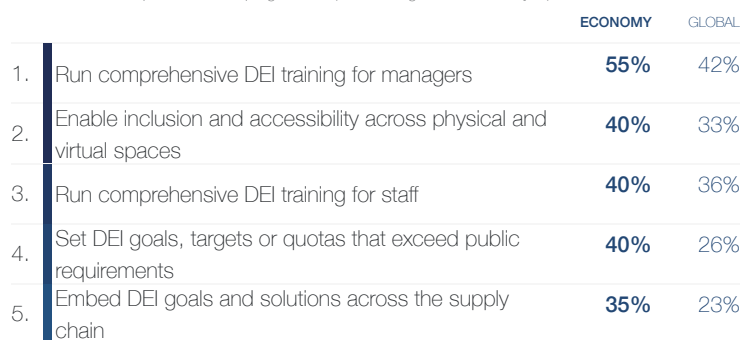 ECONOMY GLOBAL
1. Run comprehensive DEI training for managers 55% 42%
2. Enable inclusion and accessibility across physical and
virtual spaces 40% 33%
3. Run comprehensive DEI training for staff 40% 36%
4. Set DEI goals, targets or quotas that exceed public
requirements 40% 26%
5. Embed DEI goals and solutions across the supply
chain 35% 23%